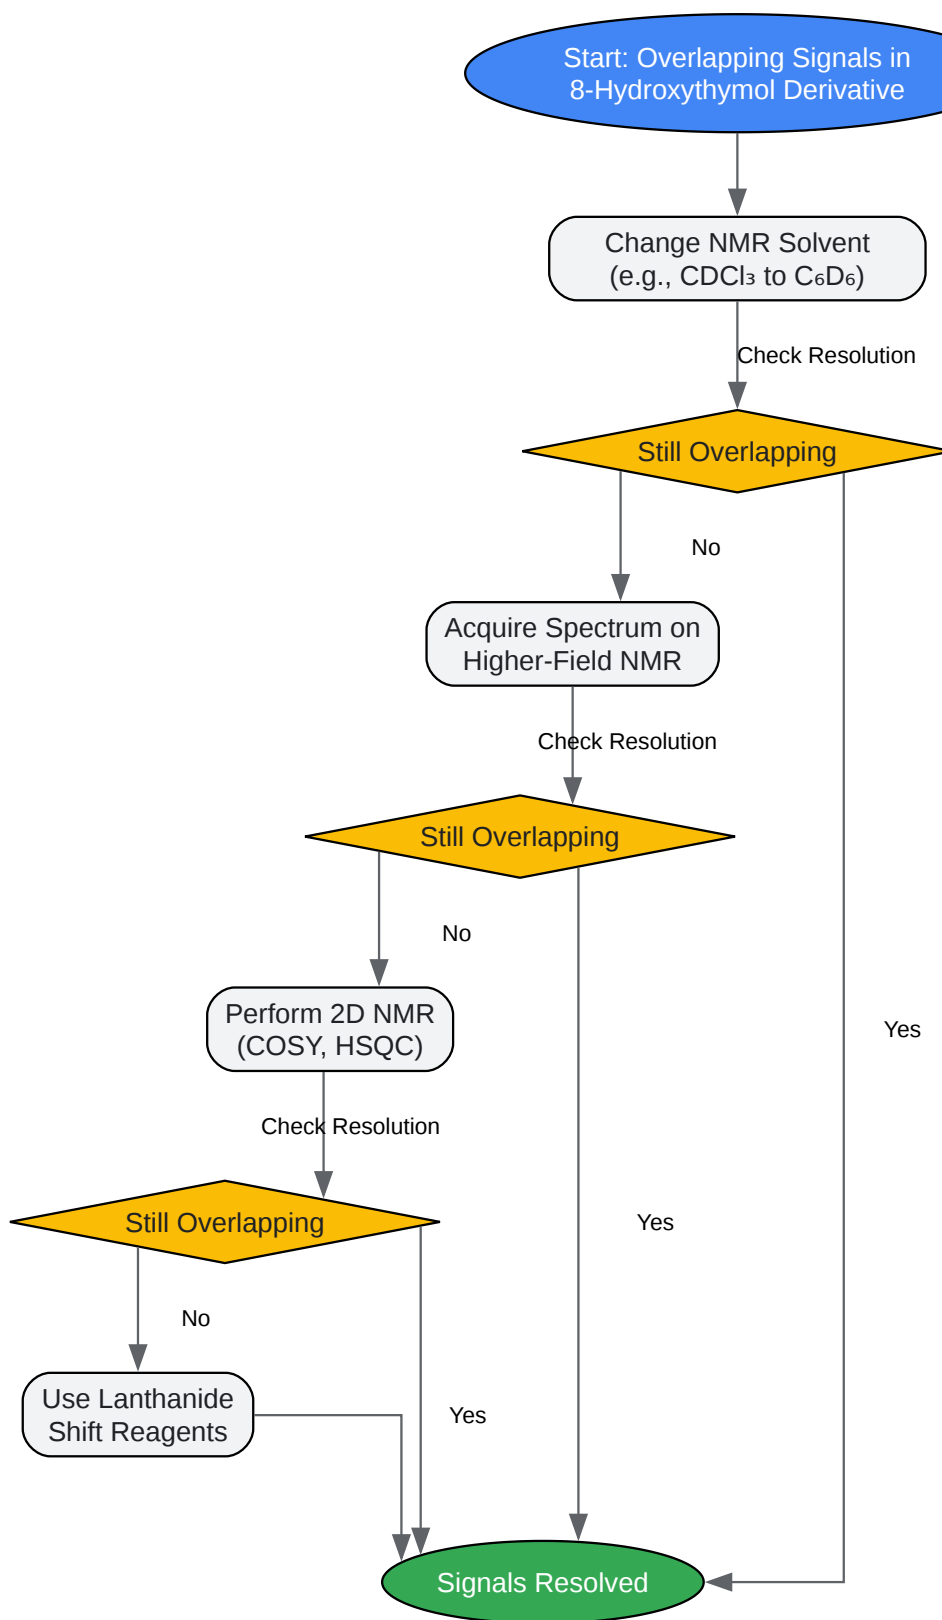 Start: Overlapping Signals in
8-Hydroxythymol Derivative
Change NMR Solvent
(e.g., CDCl₃ to C₆D₆)
Check Resolution
Still Overlapping
No
Acquire Spectrum on
Higher-Field NMR
Check Resolution
Still Overlapping
No
Perform 2D NMR
(COSY, HSQC)
Yes
Check Resolution
Still Overlapping
Yes
No
Use Lanthanide
Shift Reagents
Yes
Signals Resolved